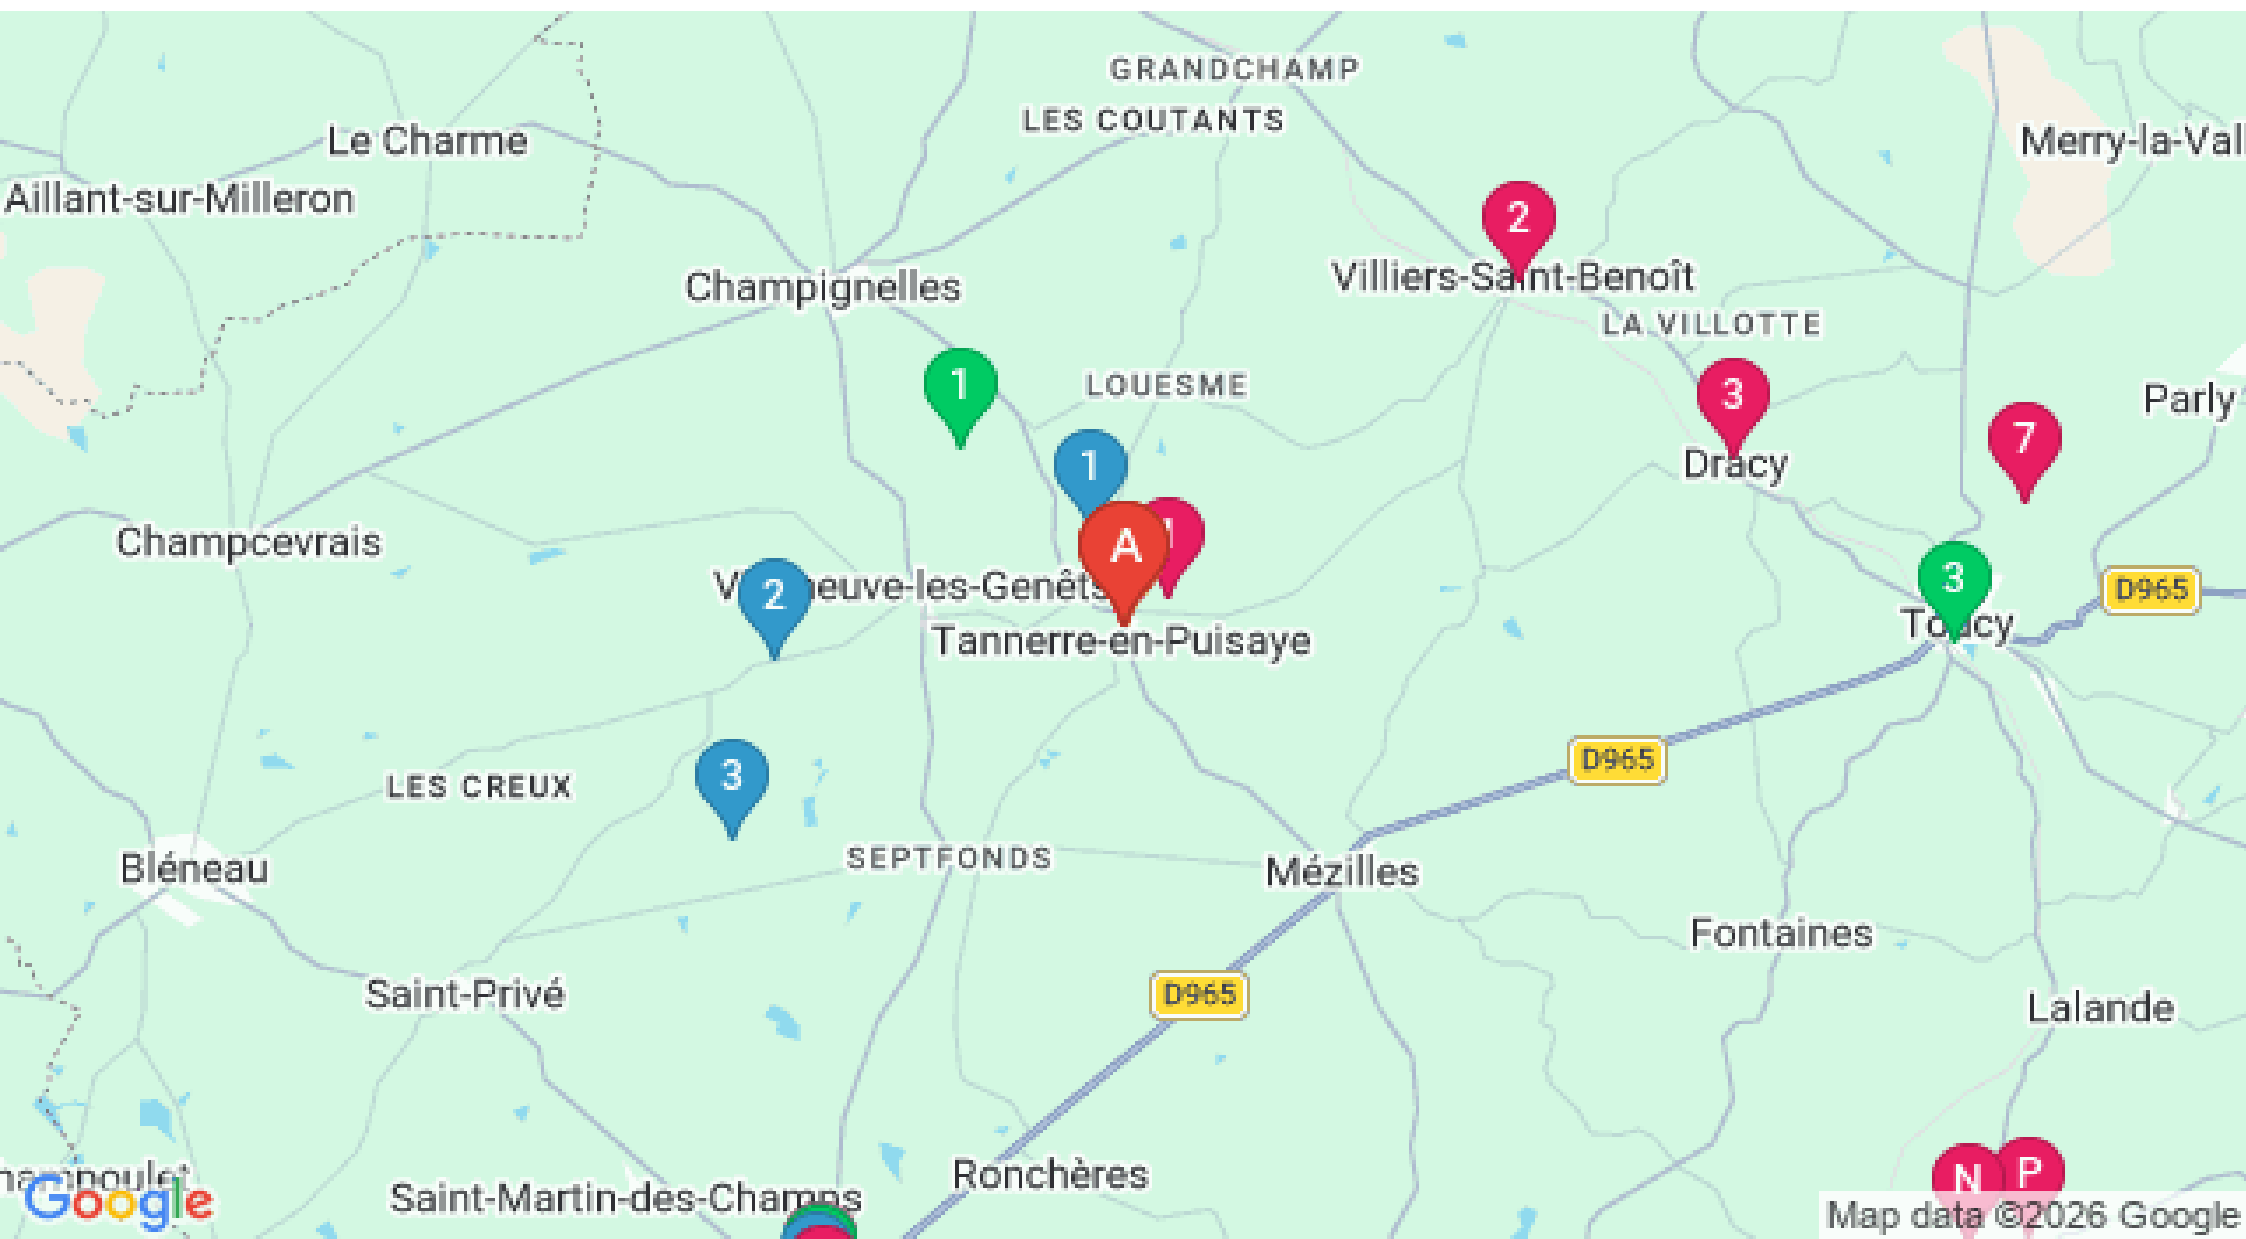 GRANDCHAMP
LES COUTANTS
Le Charme
Merry-la-Val
Aillant-sur-Milleron
2
Villiers-Saint-Benoît
Champignelles
LA VILLOTTE
1
LOUESME
3
Parly
7
Dracy
1
Champcevrais
A
1
2
3
D965
Toucy
Tannerre-en-Puisaye
D965
3
LES CREUX
SEPTFONDS
Bléneau
Mézilles
Fontaines
Saint-Privé
D965
Lalande
Ronchères
N
P
Saint-Martin-des-Champs
Google
Map data ©2026 Google